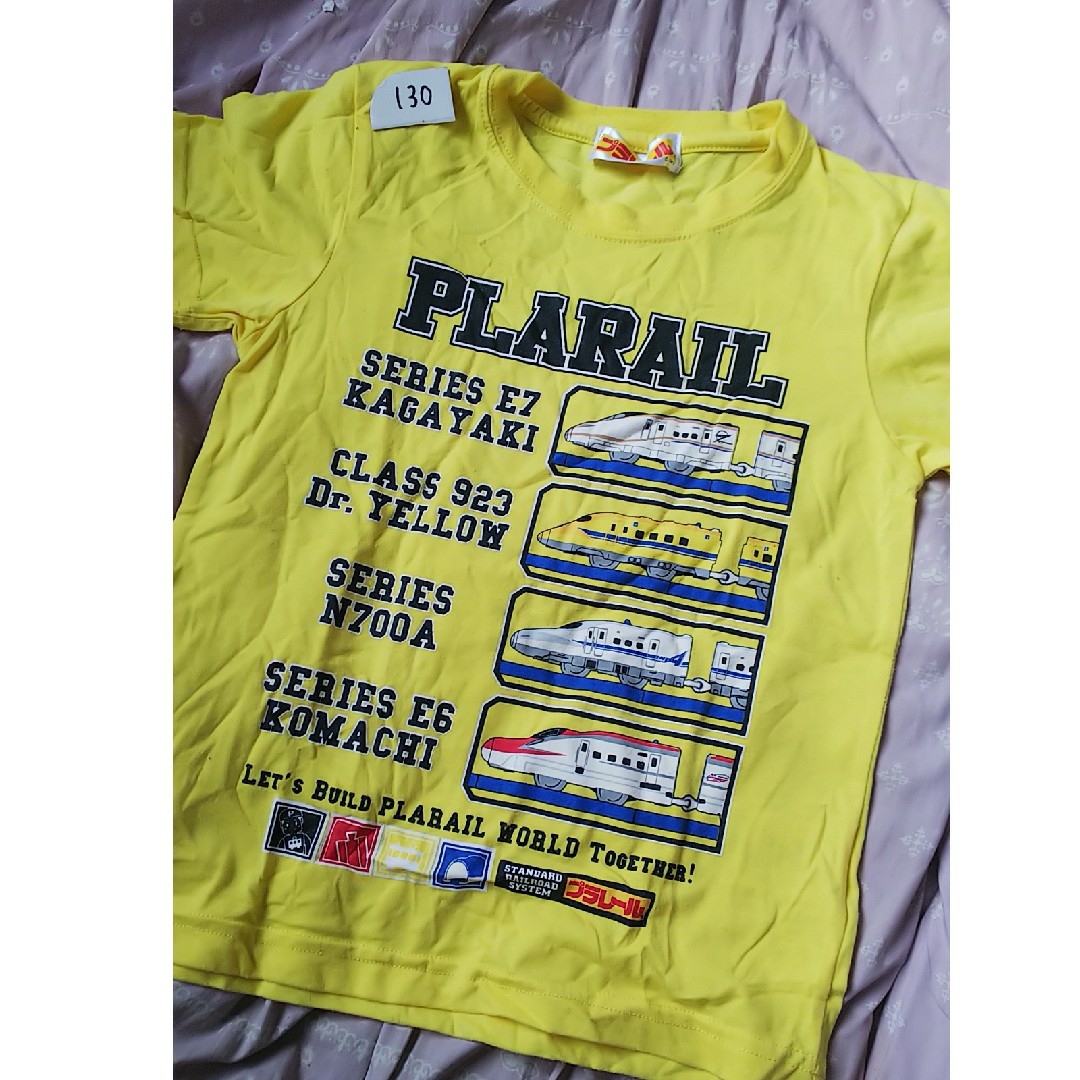 130
PLARAIL
SERIES E7
KAGAYAKI
CLASS 923
Dr. YELLOW
SERIES
N700A
SERIES E6
KOMACHI
LET'S BUILD PLARAIL WORLD TOGETHER!
STANDARD
RAILROAD
SYSTEM
プラレール